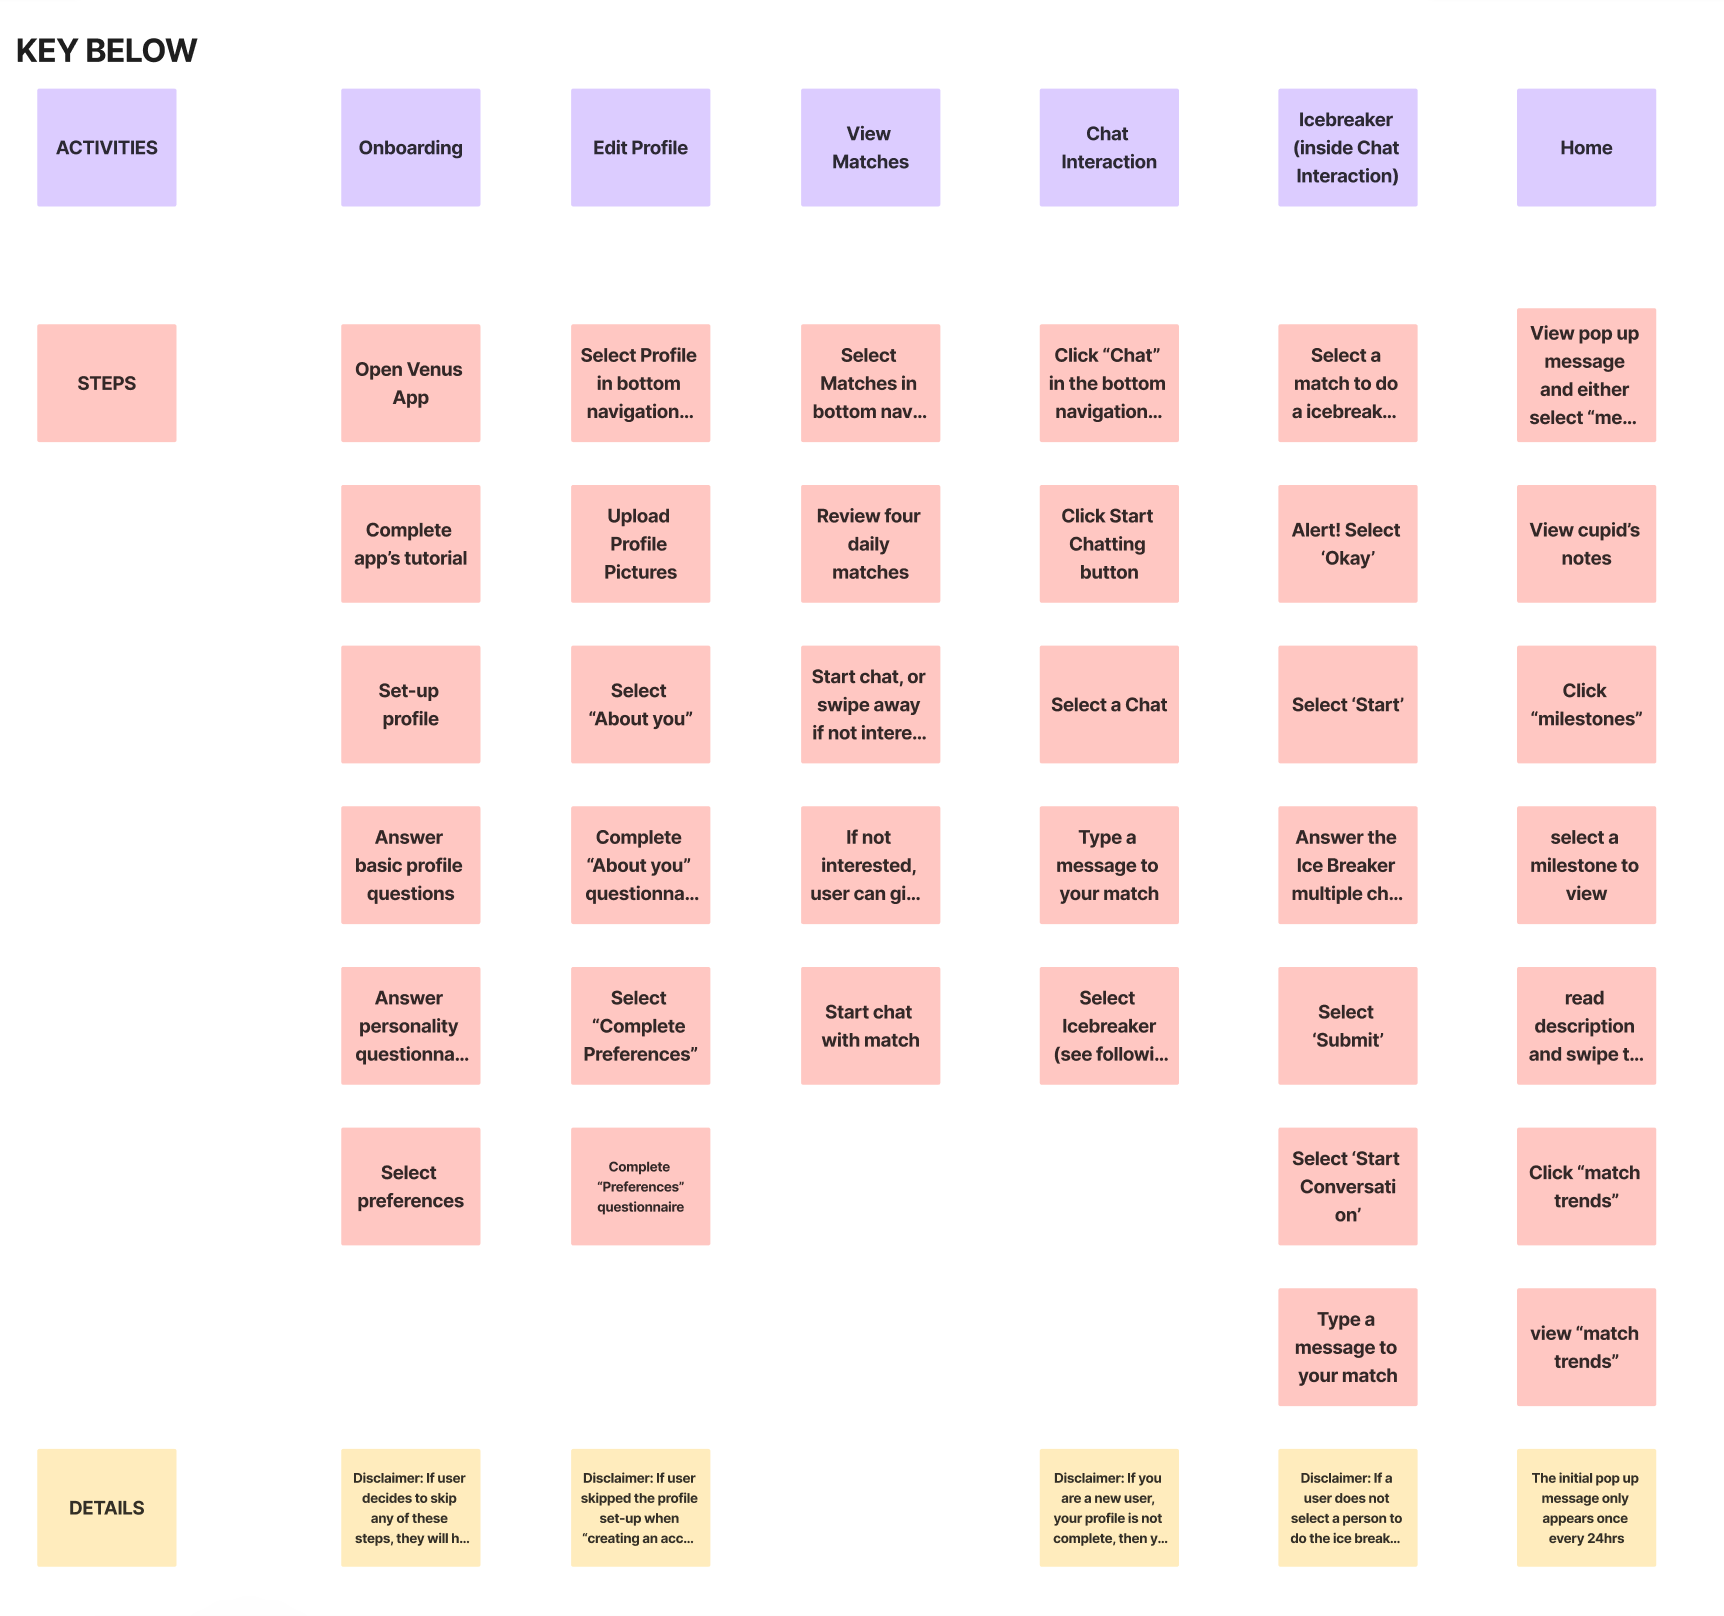 KEY BELOW
ACTIVITIES
Onboarding
Edit Profile
View
Matches
Chat
Interaction
Icebreaker
(inside Chat
Interaction)
Home
STEPS
Open Venus
App
Select Profile
in bottom
navigation...
Select
Matches in
bottom nav...
Click “Chat”
in the bottom
navigation...
Select a
match to do
a icebreak...
View pop up
message
and either
select “me...
Complete
app’s tutorial
Upload
Profile
Pictures
Review four
daily
matches
Click Start
Chatting
button
Alert! Select
‘Okay’
View cupid’s
notes
Set-up
profile
Select
“About you”
Start chat, or
swipe away
if not intere...
Select a Chat
Select ‘Start’
Click
“milestones”
Answer
basic profile
questions
Complete
“About you”
questionna...
If not
interested,
user can gi...
Type a
message to
your match
Answer the
Ice Breaker
multiple ch...
select a
milestone to
view
Answer
personality
questionna...
Select
“Complete
Preferences”
Start chat
with match
Select
Icebreaker
(see followi...
Select
‘Submit’
read
description
and swipe t...
Select
preferences
Complete
“Preferences”
questionnaire
Select ‘Start
Conversati
on’
Click “match
trends”
Type a
message to
your match
view “match
trends”
DETAILS
Disclaimer: If user
decides to skip
any of these
steps, they will h...
Disclaimer: If user
skipped the profile
set-up when
“creating an acc...
Disclaimer: If you
are a new user,
your profile is not
complete, then y...
Disclaimer: If a
user does not
select a person to
do the ice break...
The initial pop up
message only
appears once
every 24hrs